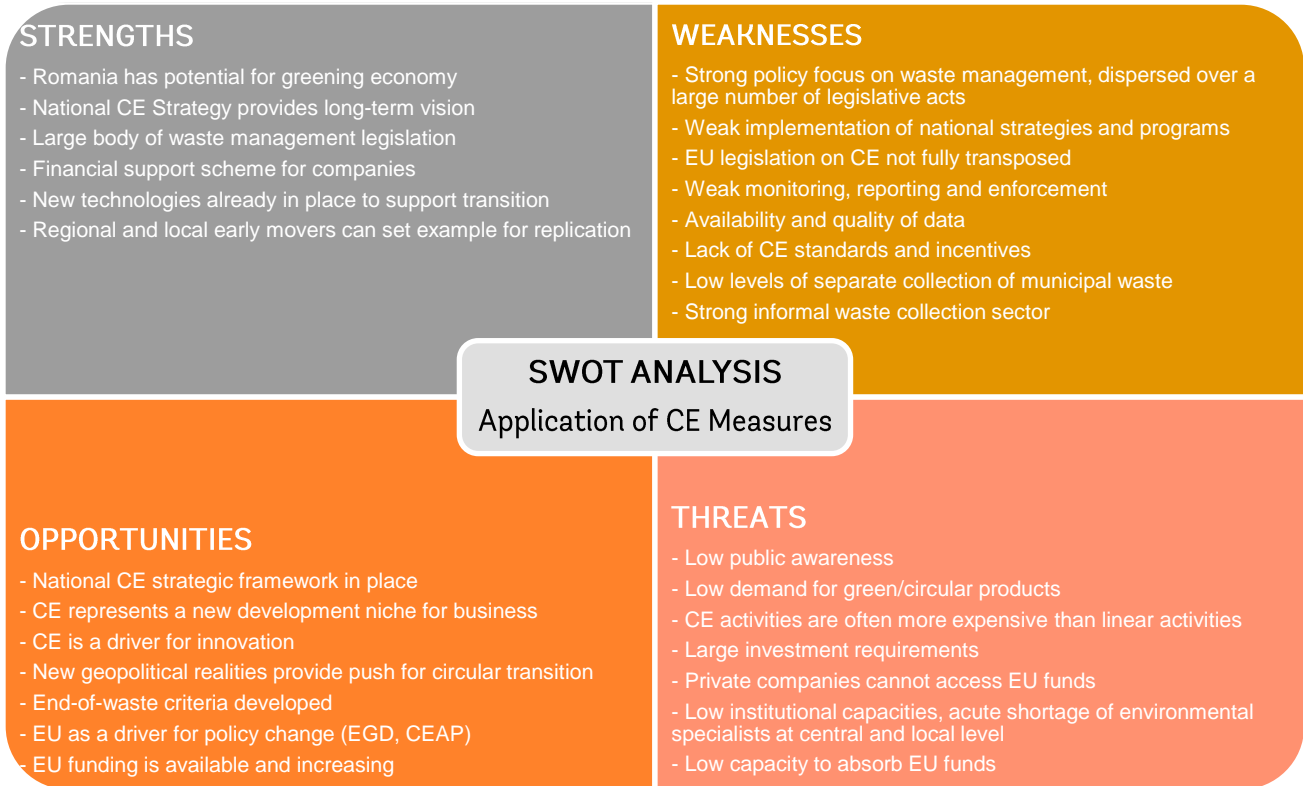 STRENGTHS
- Romania has potential for greening economy
- National CE Strategy provides long-term vision
- Large body of waste management legislation
- Financial support scheme for companies
- New technologies already in place to support transition
- Regional and local early movers can set example for replication
WEAKNESSES
- Strong policy focus on waste management, dispersed over a
large number of legislative acts
- Weak implementation of national strategies and programs
- EU legislation on CE not fully transposed
- Weak monitoring, reporting and enforcement
- Availability and quality of data
- Lack of CE standards and incentives
- Low levels of separate collection of municipal waste
- Strong informal waste collection sector
SWOT ANALYSIS
Application of CE Measures
OPPORTUNITIES
- National CE strategic framework in place
- CE represents a new development niche for business
- CE is a driver for innovation
- New geopolitical realities provide push for circular transition
- End-of-waste criteria developed
- EU as a driver for policy change (EGD, CEAP)
- EU funding is available and increasing
THREATS
- Low public awareness
- Low demand for green/circular products
- CE activities are often more expensive than linear activities
- Large investment requirements
- Private companies cannot access EU funds
- Low institutional capacities, acute shortage of environmental
specialists at central and local level
- Low capacity to absorb EU funds